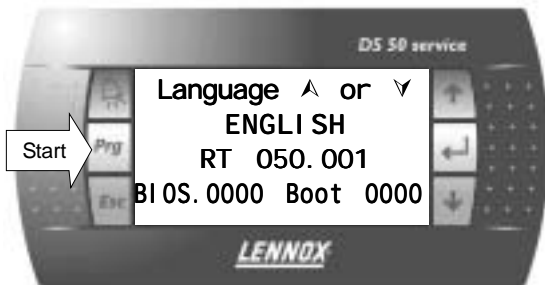 DS 50 service
Language ⋏ or ⋎
ENGLISH
RT 050.001
BIOS.0000 Boot 0000
Start
Prg
Esc
LENNOX